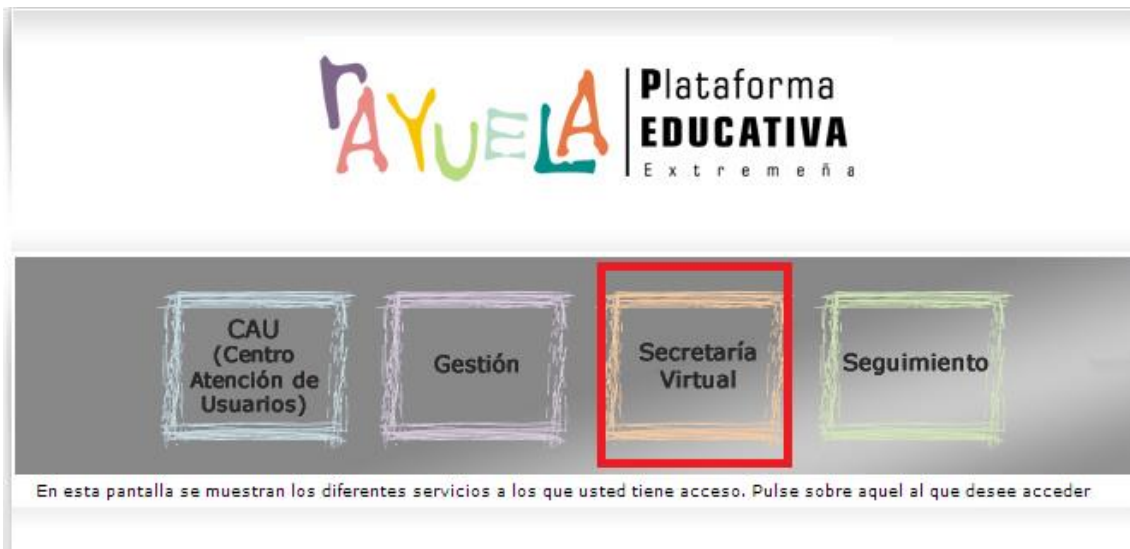 rAYUELA
Plataforma
EDUCATIVA
Extremeña
CAU
(Centro
Atención de
Usuarios)
Gestión
Secretaría
Virtual
Seguimiento
En esta pantalla se muestran los diferentes servicios a los que usted tiene acceso. Pulse sobre aquel al que desee acceder